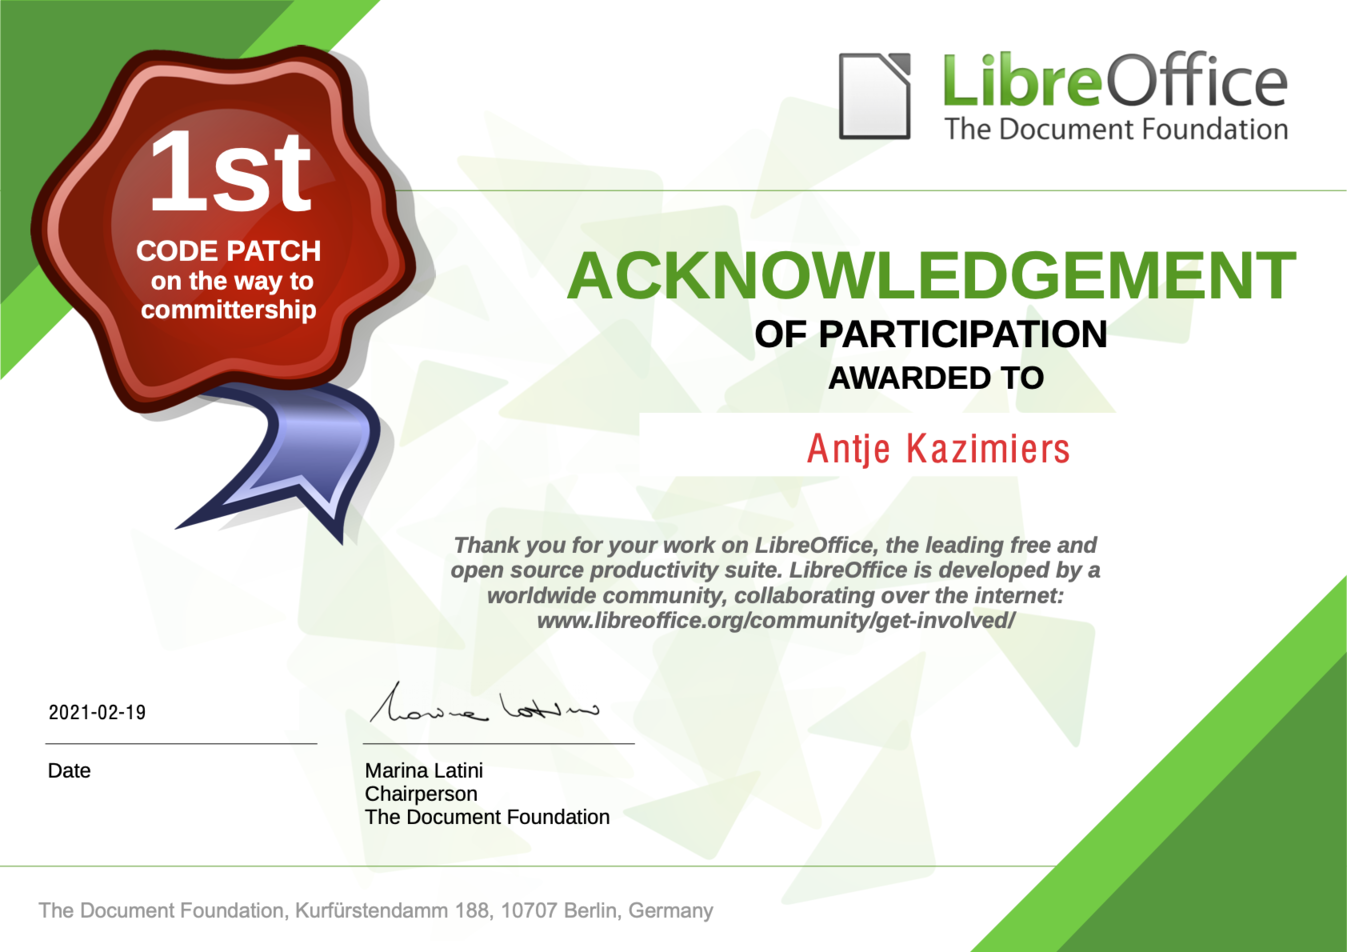 1st
CODE PATCH
on the way to
committership
LibreOffice
The Document Foundation
ACKNOWLEDGEMENT
OF PARTICIPATION
AWARDED TO
Antje Kazimiers
Thank you for your work on LibreOffice, the leading free and
open source productivity suite. LibreOffice is developed by a
worldwide community, collaborating over the internet:
www.libreoffice.org/community/get-involved/
2021-02-19
Date
Marina Latini
Marina Latini
Chairperson
The Document Foundation
The Document Foundation, Kurfürstendamm 188, 10707 Berlin, Germany